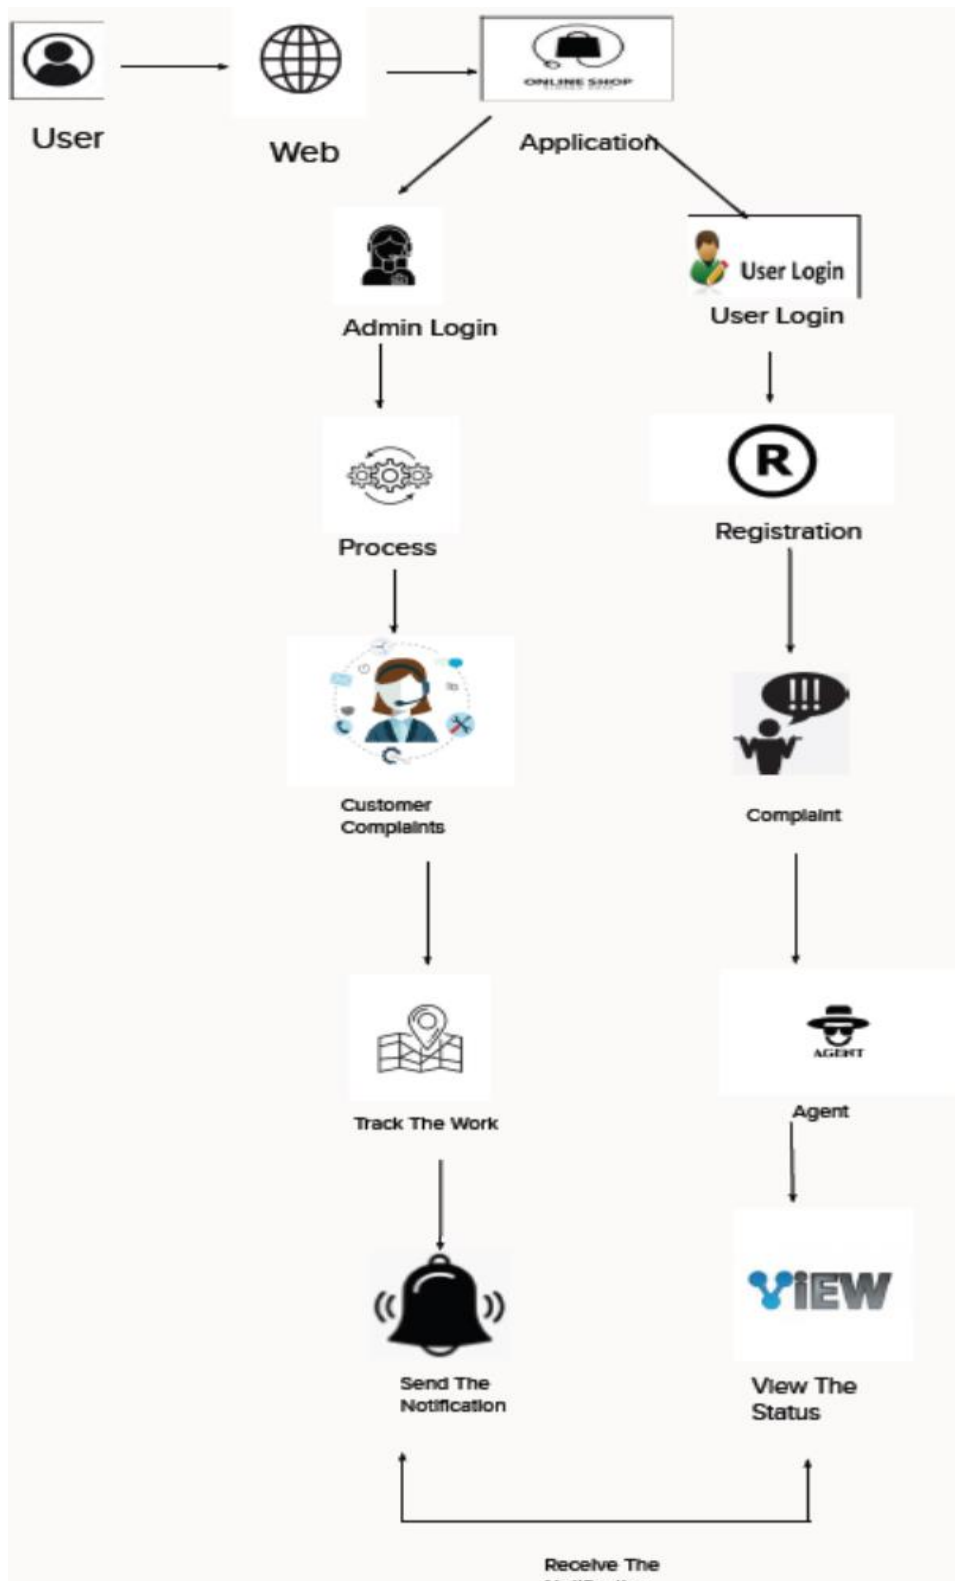 ONLINE SHOP
User
Web
Application
User Login
Admin Login
User Login
R
Process
Registration
!!!
Customer
Complaints
Complaint
AGENT
Track The Work
Agent
ViEW
Send The
Notification
View The
Status
Receive The